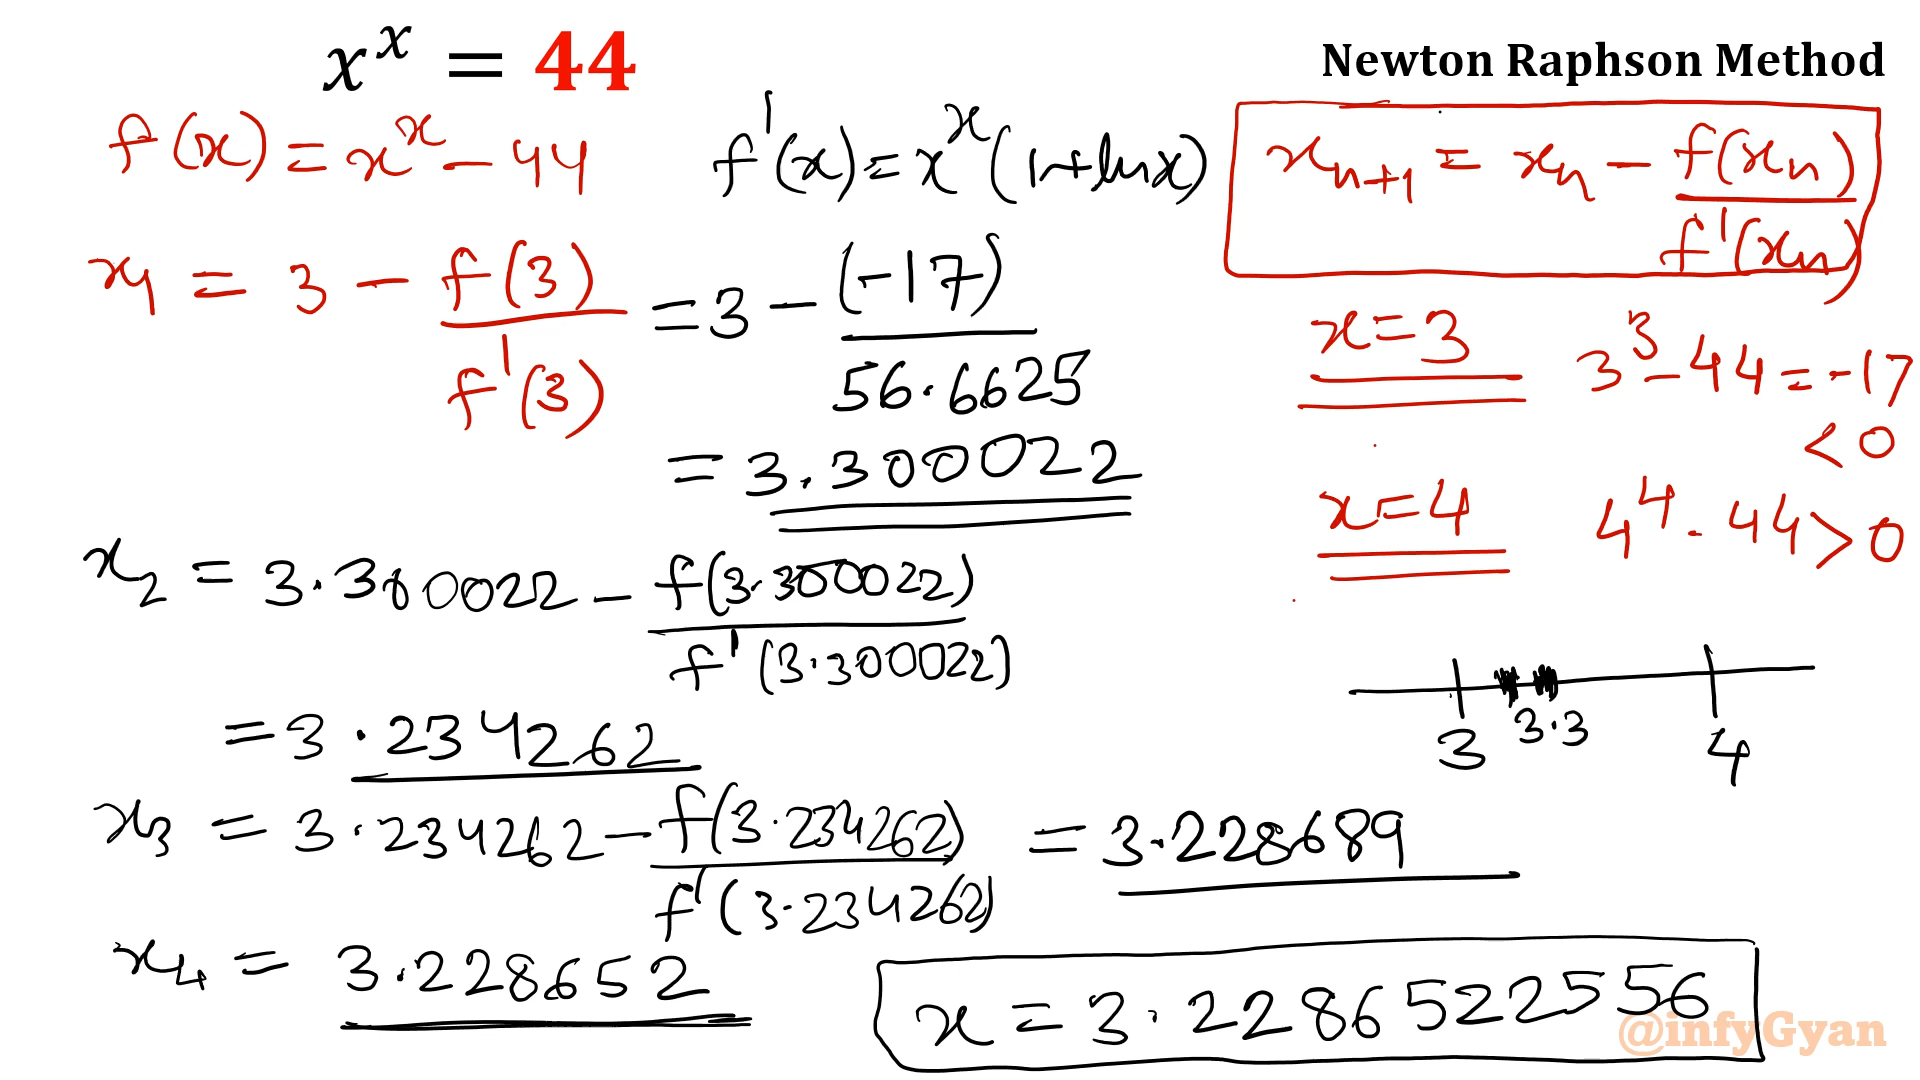 x^x = 44
Newton Raphson Method
f(x) = x^x - 44
f'(x) = x^x (1+lnx)
x_{n+1} = x_n - f(x_n)/f'(x_n)
x_1 = 3 - f(3)/f'(3) = 3 - (-17)/56.6625
= 3.300022
x=3
3^3 - 44 = -17
< 0
x=4
4^4 - 44 > 0
x_2 = 3.300022 - f(3.300022)/f'(3.300022)
= 3.234262
3 3.3 4
x_3 = 3.234262 - f(3.234262)/f'(3.234262) = 3.228689
x_4 = 3.228652
x = 3.2286522556
@infyGyan